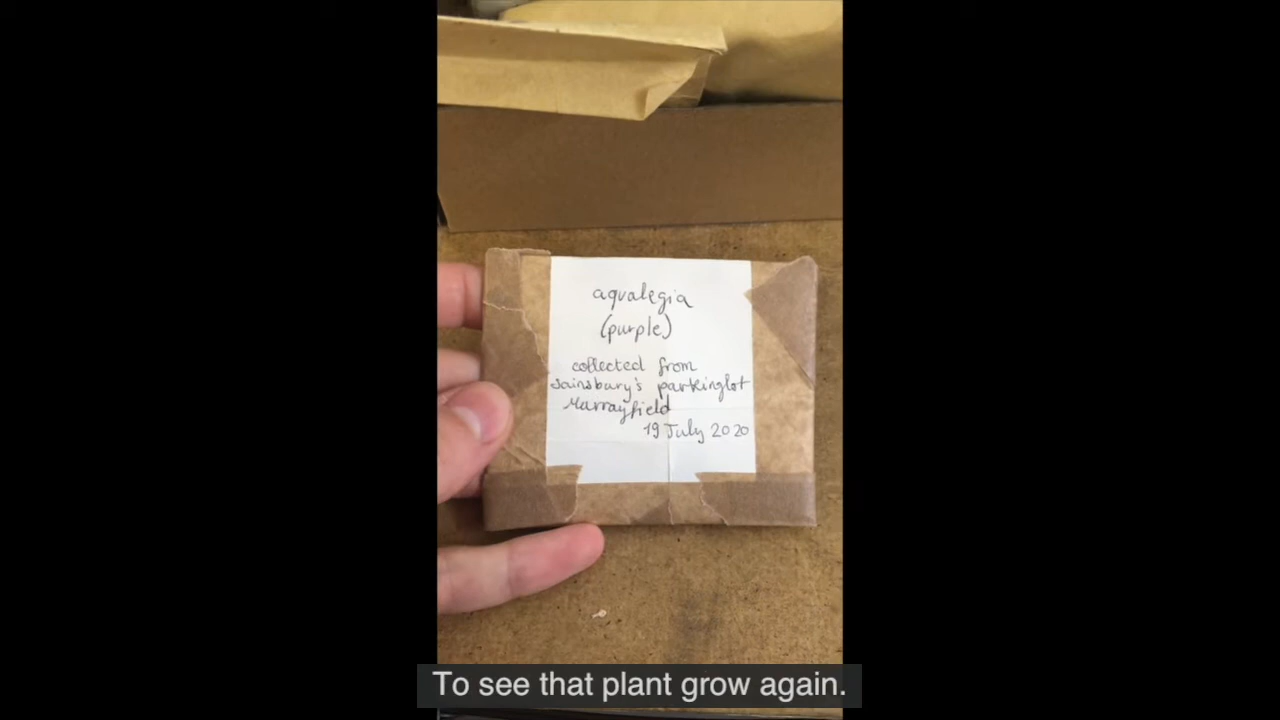 aqualegia
(purple)
collected from
Sainsbury's parkinglot
Murrayfield
19 July 2020
To see that plant grow again.